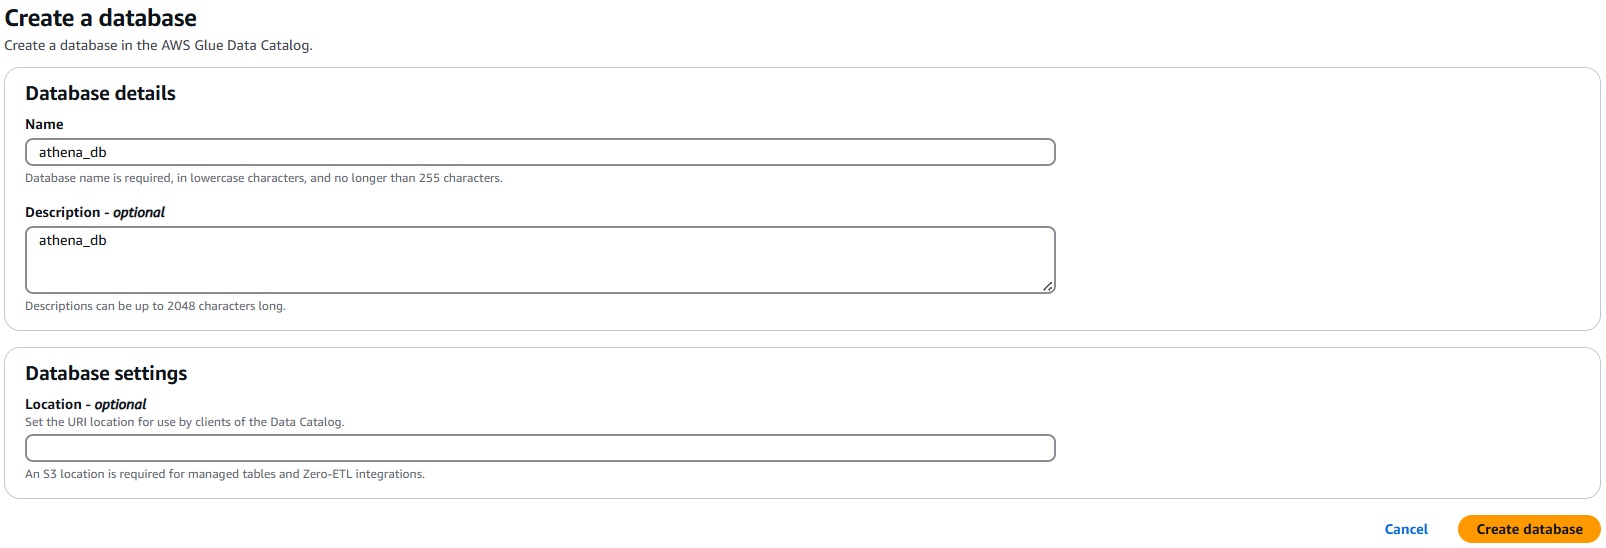 Create a database
Create a database in the AWS Glue Data Catalog.
Database details
Name
athena_db
Database name is required, in lowercase characters, and no longer than 255 characters.
Description - optional
athena_db
Descriptions can be up to 2048 characters long.
Database settings
Location - optional
Set the URI location for use by clients of the Data Catalog.
An S3 location is required for managed tables and Zero-ETL integrations.
Cancel Create database